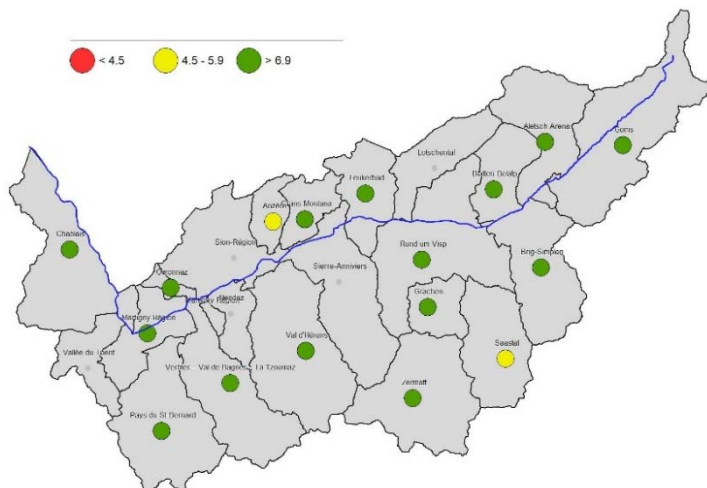 < 4.5
4.5 - 5.9
> 6.9
Aletsch Arena
Goms
Lötschental
Leukerbad
Crans Montana
Chablais
Sion-Région
Rund um Visp
Brig-Simplon
Sierre-Anniviers
Ovronnaz
Nendaz
Grächen
Martigny Région
Val d'Hérens
Saastal
Vallée du Trient
Verbier
Val de Bagnes
La Tzoumaz
Zermatt
Pays du St Bernard